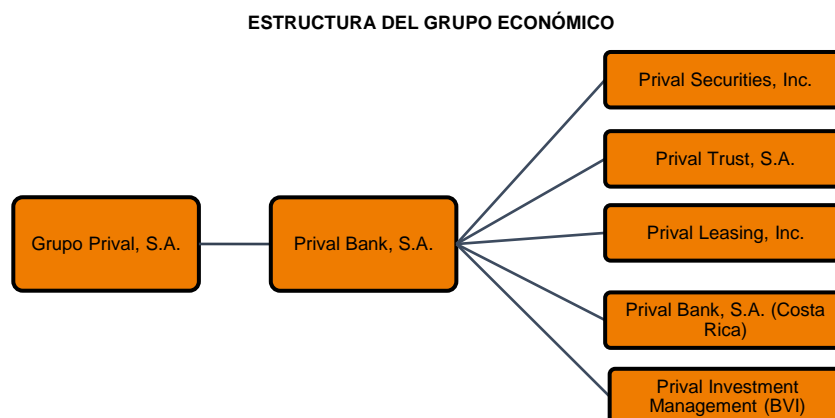 ESTRUCTURA DEL GRUPO ECONÓMICO
Grupo Prival, S.A.
Prival Bank, S.A.
Prival Securities, Inc.
Prival Trust, S.A.
Prival Leasing, Inc.
Prival Bank, S.A. (Costa
Rica)
Prival Investment
Management (BVI)